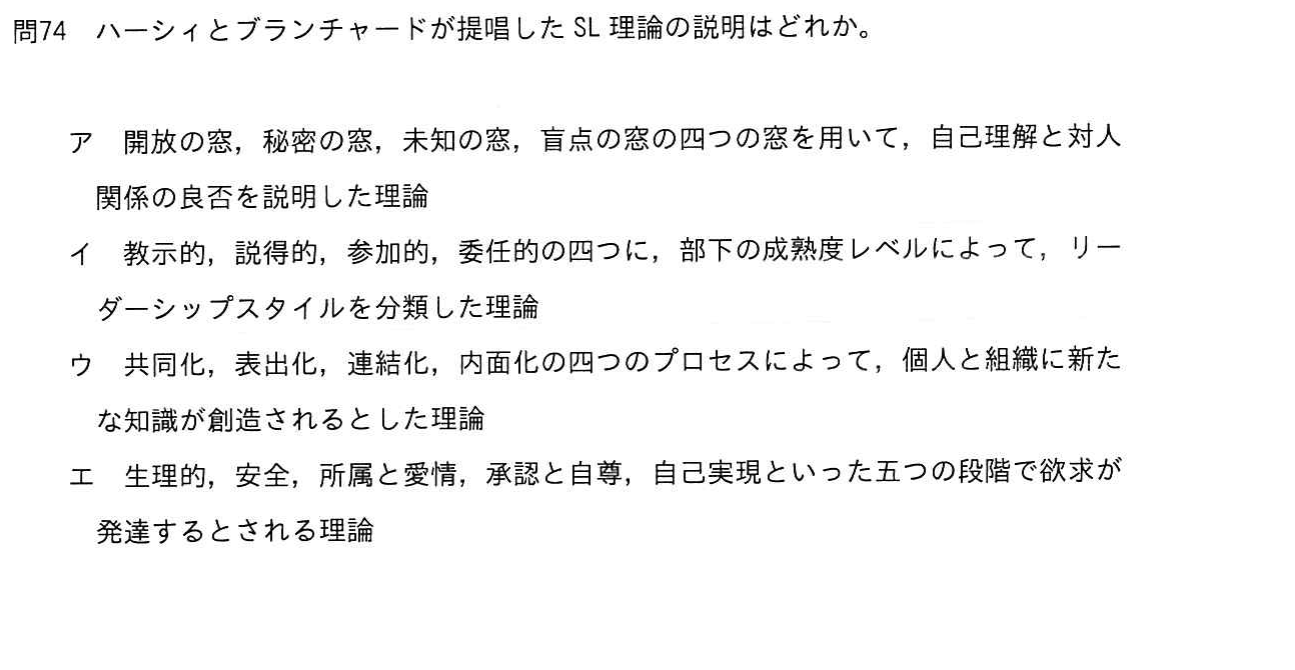 問74 ハーシィとブランチャードが提唱した SL 理論の説明はどれか。
ア 開放の窓，秘密の窓，未知の窓，盲点の窓の四つの窓を用いて，自己理解と対人
関係の良否を説明した理論
イ 教示的，説得的，参加的，委任的の四つに，部下の成熟度レベルによって，リー
ダーシップスタイルを分類した理論
ウ 共同化，表出化，連結化，内面化の四つのプロセスによって，個人と組織に新た
な知識が創造されるとした理論
エ 生理的，安全，所属と愛情，承認と自尊，自己実現といった五つの段階で欲求が
発達するとされる理論